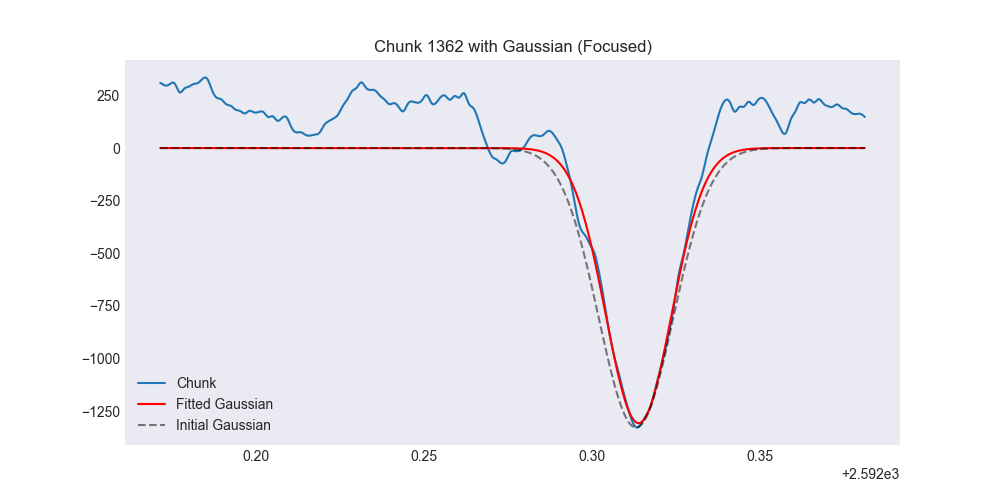 Chunk 1362 with Gaussian (Focused)
250
0
−250
−500
−750
−1000
−1250
Chunk
Fitted Gaussian
Initial Gaussian
0.20 0.25 0.30 0.35
+2.592e3